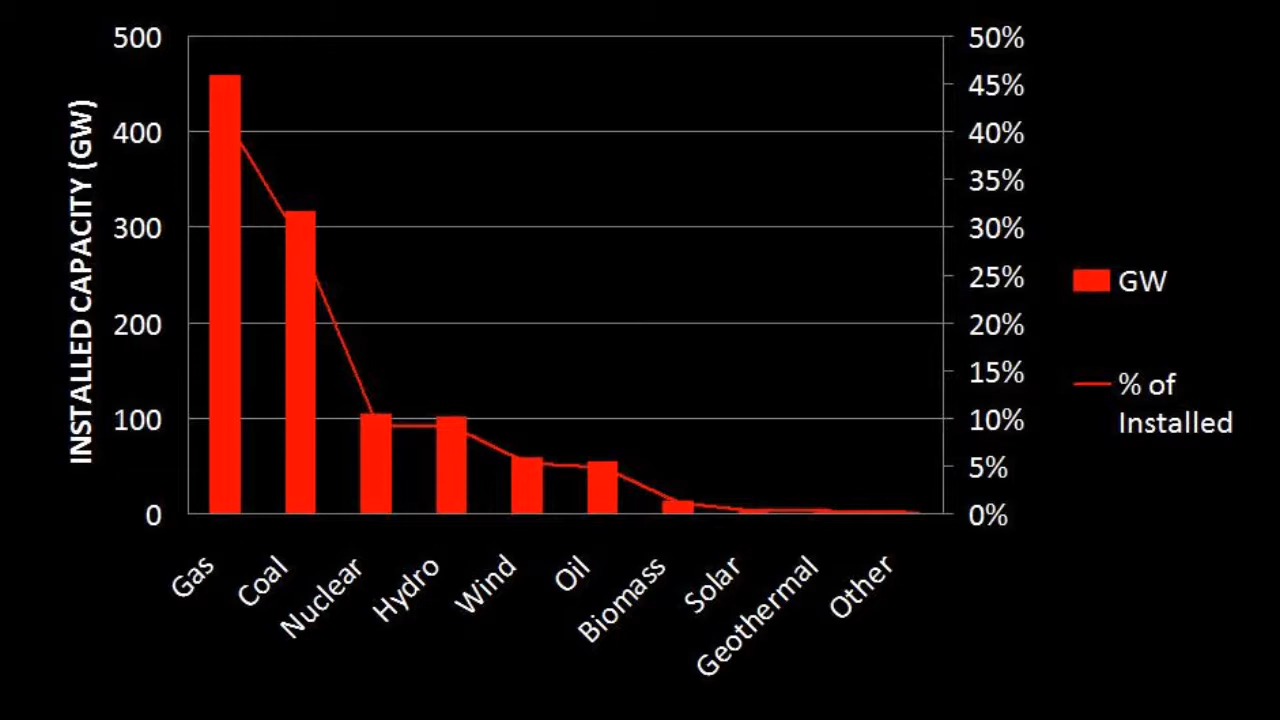 INSTALLED CAPACITY (GW)
500
400
300
200
100
0
50%
45%
40%
35%
30%
25%
20%
15%
10%
5%
0%
Gas
Coal
Nuclear
Hydro
Wind
Oil
Biomass
Solar
Geothermal
Other
GW
% of
Installed